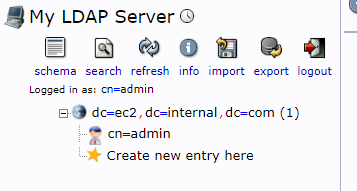 My LDAP Server
schema search refresh info import export logout
Logged in as: cn=admin
dc=ec2, dc=internal, dc=com (1)
cn=admin
Create new entry here